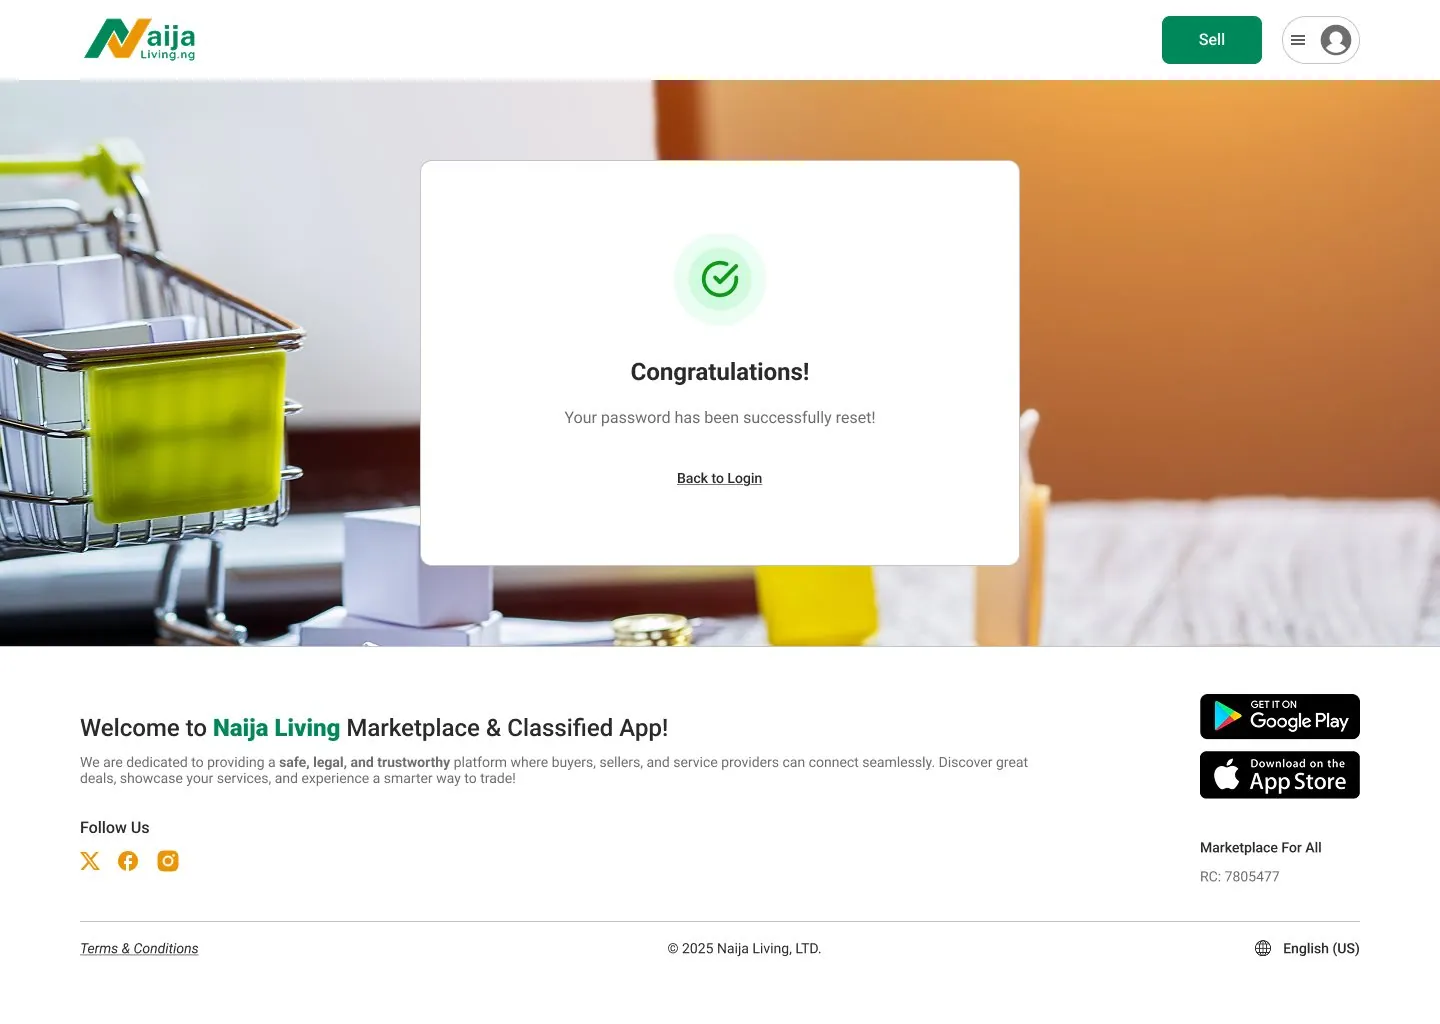 Naija
Living.ng
Sell
Congratulations!
Your password has been successfully reset!
Back to Login
Welcome to Naija Living Marketplace & Classified App!
We are dedicated to providing a safe, legal, and trustworthy platform where buyers, sellers, and service providers can connect seamlessly. Discover great
deals, showcase your services, and experience a smarter way to trade!
Follow Us
GET IT ON
Google Play
Download on the
App Store
Marketplace For All
RC: 7805477
Terms & Conditions
© 2025 Naija Living, LTD.
English (US)